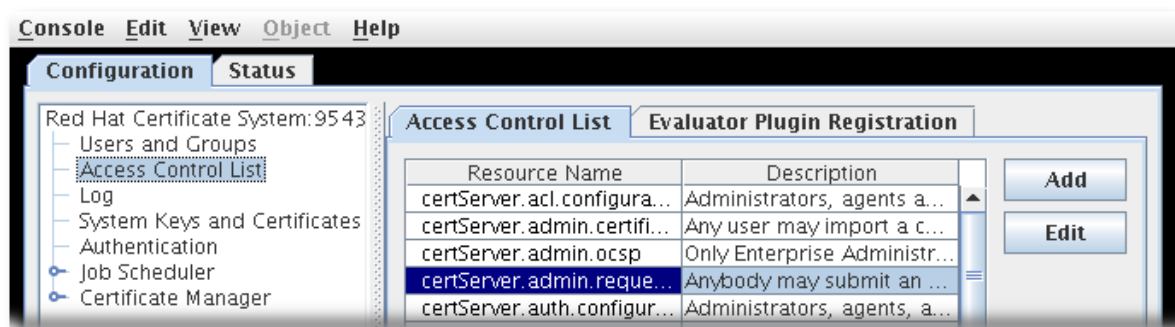 Console Edit View Object Help
Configuration Status
Red Hat Certificate System:9543
Users and Groups
Access Control List
Log
System Keys and Certificates
Authentication
Job Scheduler
Certificate Manager
Access Control List Evaluator Plugin Registration
Resource Name Description
certServer.acl.configura... Administrators, agents a...
certServer.admin.certifi... Any user may import a c...
certServer.admin.ocsp Only Enterprise Administr...
certServer.admin.reque... Anybody may submit an ...
certServer.auth.configur... Administrators, agents, a...
Add
Edit